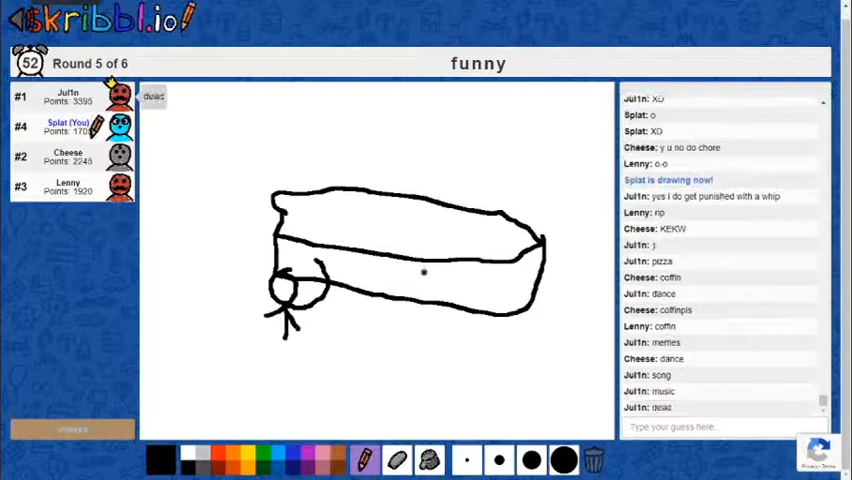 skribbl.io
52
Round 5 of 6
funny
#1
Jul1n
Points: 3395
dead
#4
Splat (You)
#2
Cheese
Points: 2245
#3
Lenny
Points: 1920
Jul1n: XD
Splat: o
Splat: XD
Cheese: y u no do chore
Lenny: o-o
Splat is drawing now!
Jul1n: yes i do get punished with a whip
Lenny: rip
Cheese: KEKW
Jul1n: j:
Jul1n: pizza
Cheese: coffin
Jul1n: dance
Cheese: coffinpls
Lenny: coffin
Jul1n: memes
Cheese: dance
Jul1n: song
Jul1n: music
Jul1n: dead
Type your guess here...
Privacy - Terms